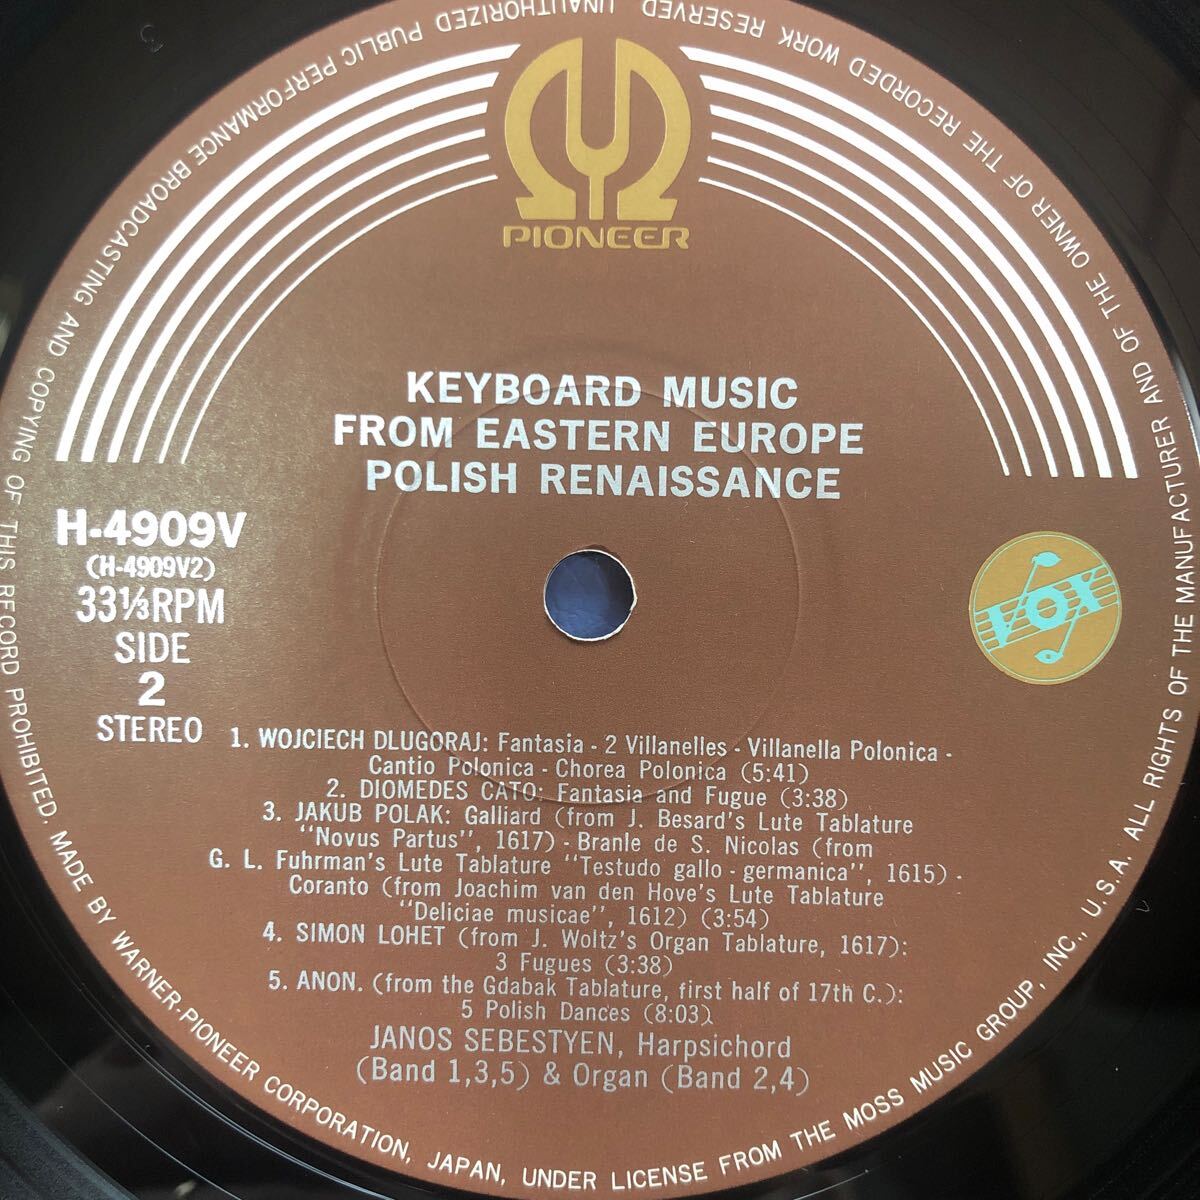 PIONEER
KEYBOARD MUSIC
FROM EASTERN EUROPE
POLISH RENAISSANCE
H-4909V
(H-4909V2)
33⅓RPM
SIDE
2
STEREO
VOX
1. WOJCIECH DLUGORAJ: Fantasia - 2 Villanelles - Villanella Polonica -
Cantio Polonica - Chorea Polonica (5:41)
2. DIOMEDES CATO: Fantasia and Fugue (3:38)
3. JAKUB POLAK: Galliard (from J. Besard's Lute Tablature
"Novus Partus", 1617) - Branle de S. Nicolas (from
G. L. Fuhrman's Lute Tablature "Testudo gallo - germanica", 1615) -
Coranto (from Joachim van den Hove's Lute Tablature
"Deliciae musicae", 1612) (3:54)
4. SIMON LOHET (from J. Woltz's Organ Tablature, 1617):
3 Fugues (3:38)
5. ANON. (from the Gdabak Tablature, first half of 17th C.):
5 Polish Dances (8:03)
JANOS SEBESTYEN, Harpsichord
(Band 1,3,5) & Organ (Band 2,4)
MADE BY WARNER-PIONEER CORPORATION, JAPAN, UNDER LICENSE FROM THE MOSS MUSIC GROUP, INC., U.S.A. ALL RIGHTS OF THE MANUFACTURER AND OF THE OWNER OF THE RECORDED WORK RESERVED UNAUTHORIZED PUBLIC PERFORMANCE BROADCASTING AND COPYING OF THIS RECORD PROHIBITED.